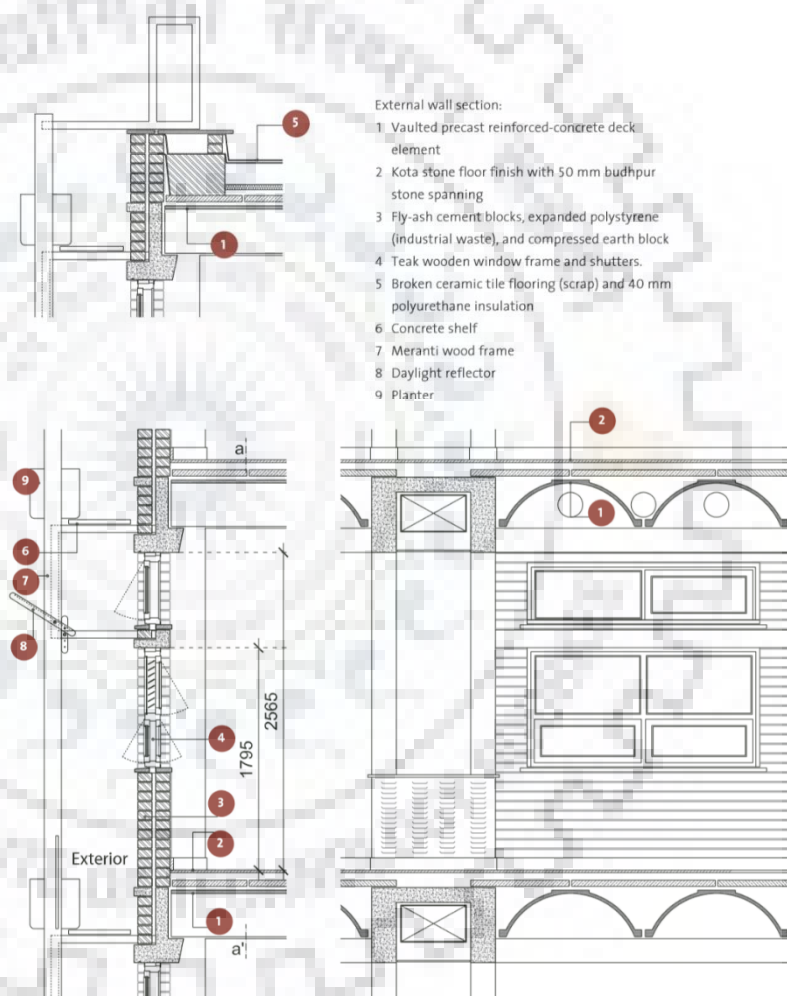 5
External wall section:
1 Vaulted precast reinforced-concrete deck
element
2 Kota stone floor finish with 50 mm budhpur
stone spanning
3 Fly-ash cement blocks, expanded polystyrene
(industrial waste), and compressed earth block
4 Teak wooden window frame and shutters.
5 Broken ceramic tile flooring (scrap) and 40 mm
polyurethane insulation
6 Concrete shelf
7 Meranti wood frame
8 Daylight reflector
9 Planter
1
2
a
9
1
6
7
8
2565
4
1795
3
2
Exterior
1
a'